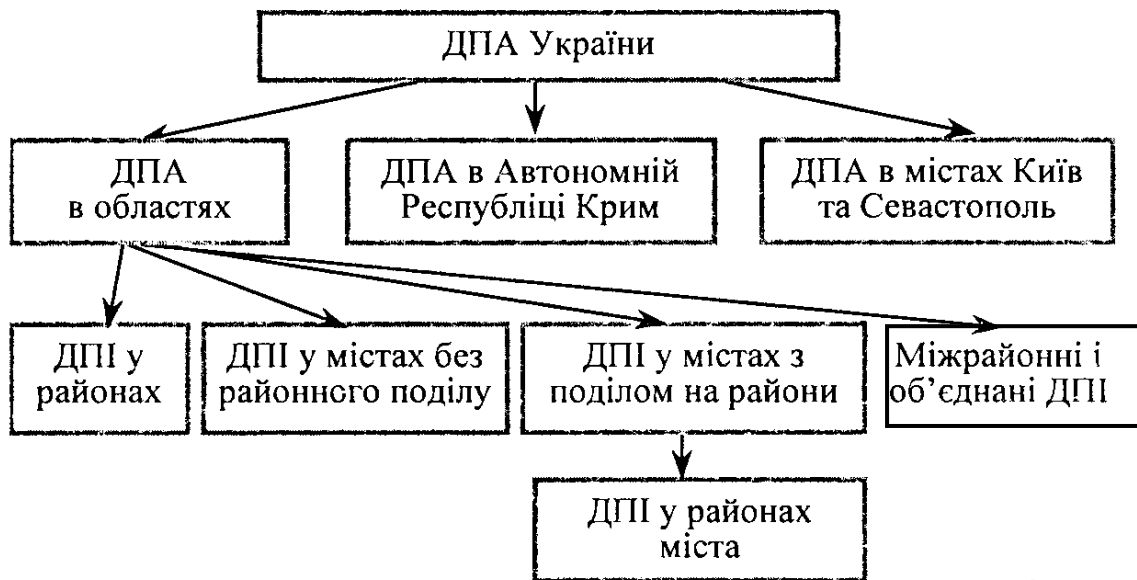 ДПА України
ДПА
в областях
ДПА в Автономній
Республіці Крим
ДПА в містах Київ
та Севастополь
ДПІ у
районах
ДПІ у містах без
районного поділу
ДПІ у містах з
поділом на райони
Міжрайонні і
об’єднані ДПІ
ДПІ у районах
міста